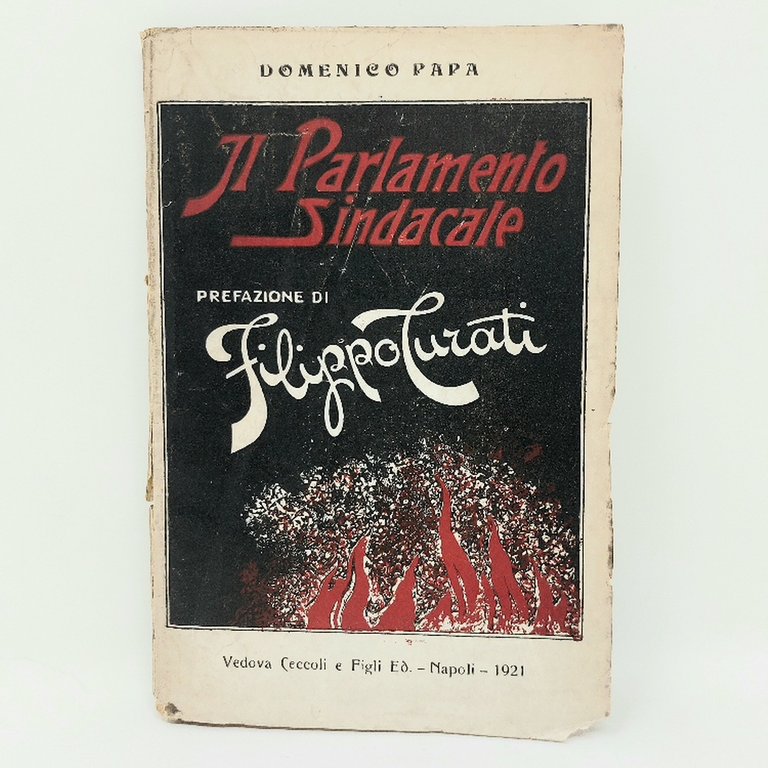 DOMENICO PAPA
Il Parlamento
Sindacale
PREFAZIONE DI
Filippo Turati
Vedova Ceccoli e Figli Ed. – Napoli – 1921